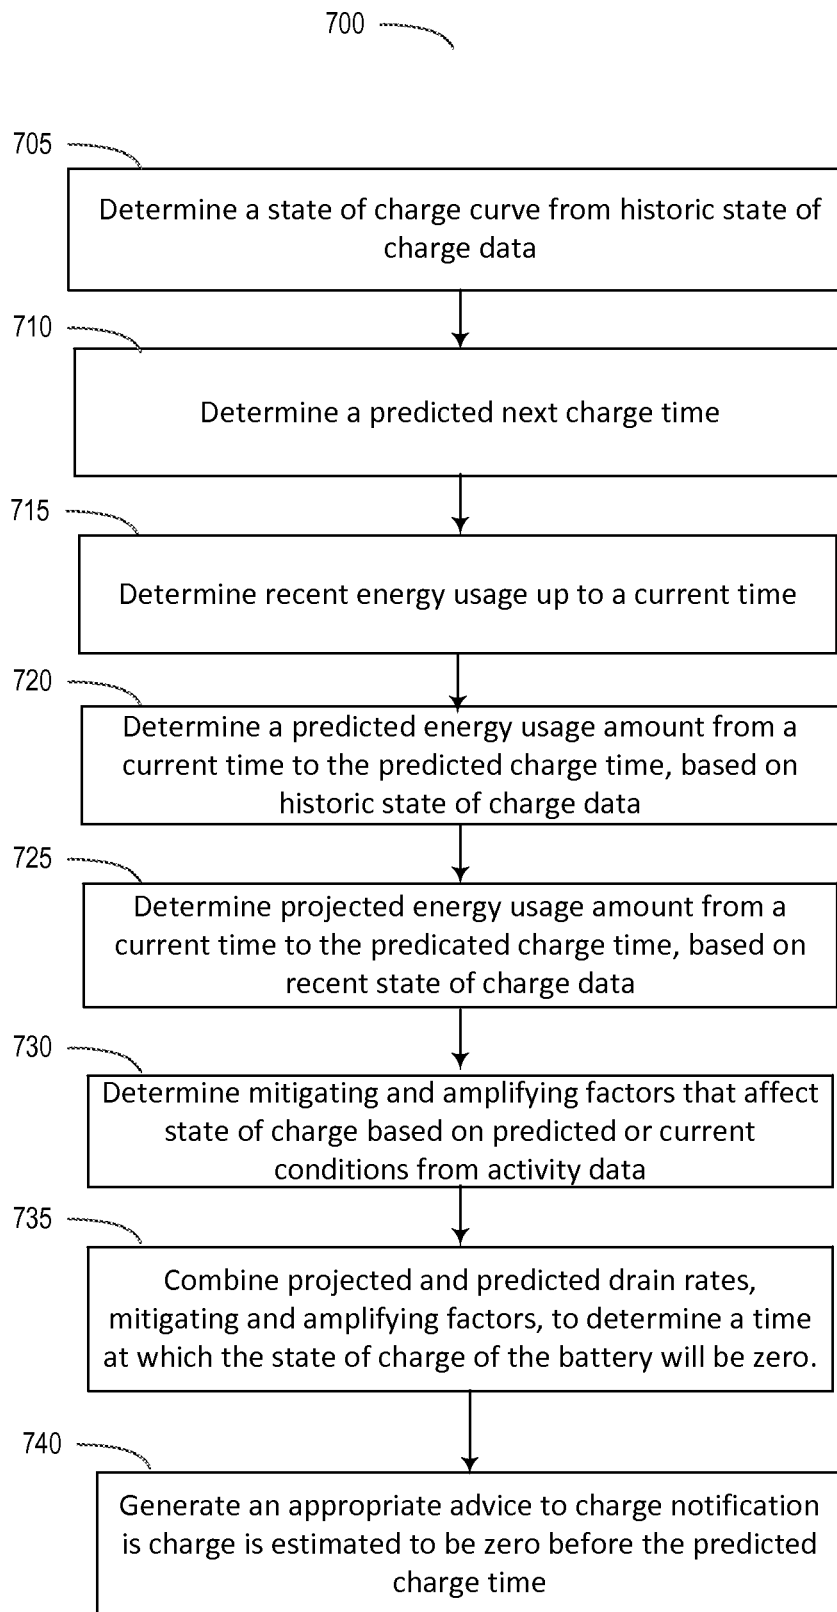 700
705
Determine a state of charge curve from historic state of
charge data
710
Determine a predicted next charge time
715
Determine recent energy usage up to a current time
720
Determine a predicted energy usage amount from a
current time to the predicted charge time, based on
historic state of charge data
725
Determine projected energy usage amount from a
current time to the predicated charge time, based on
recent state of charge data
730
Determine mitigating and amplifying factors that affect
state of charge based on predicted or current
conditions from activity data
735
Combine projected and predicted drain rates,
mitigating and amplifying factors, to determine a time
at which the state of charge of the battery will be zero.
740
Generate an appropriate advice to charge notification
is charge is estimated to be zero before the predicted
charge time